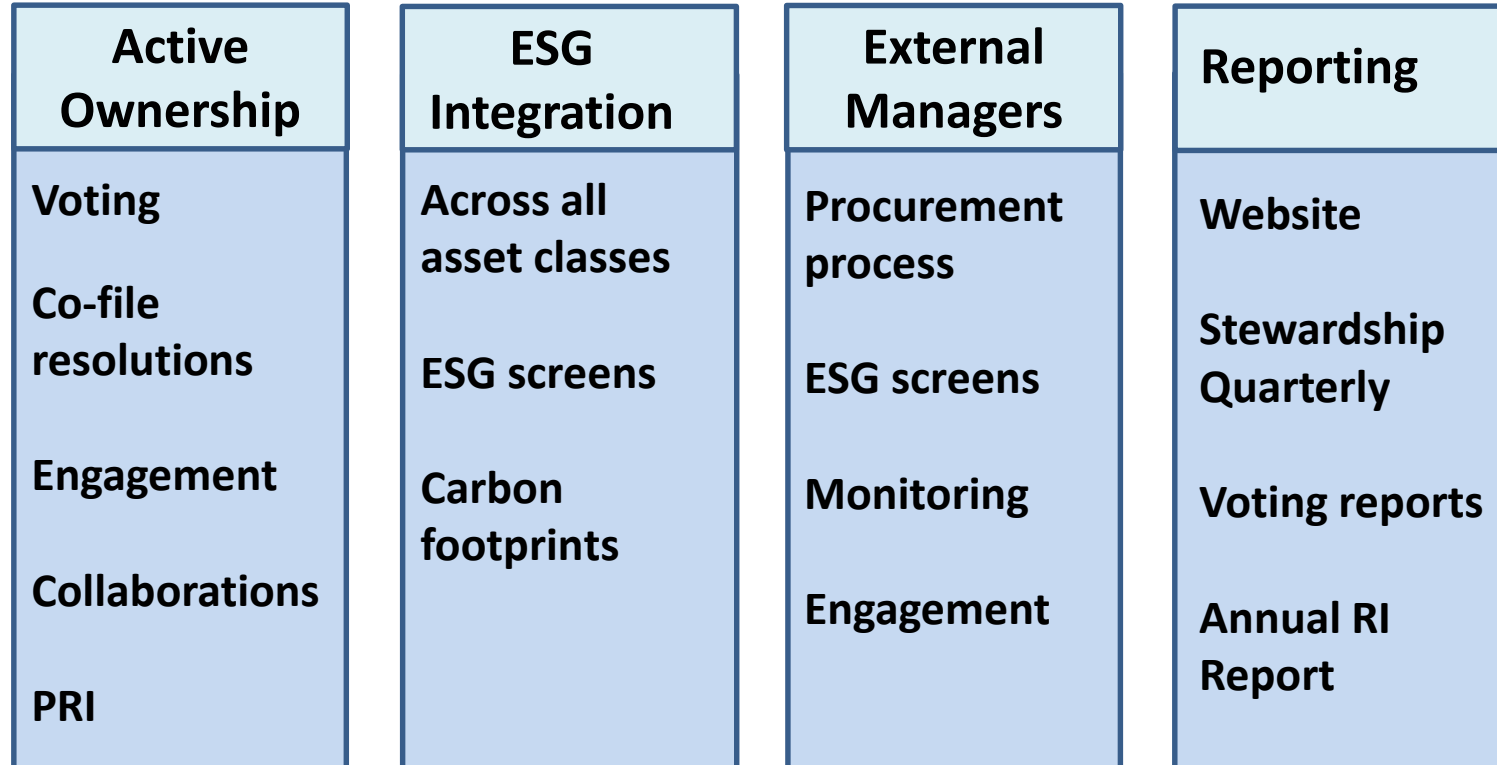 Active
Ownership
Voting
Co-file
resolutions
Engagement
Collaborations
PRI
ESG
Integration
Across all
asset classes
ESG screens
Carbon
footprints
External
Managers
Procurement
process
ESG screens
Monitoring
Engagement
Reporting
Website
Stewardship
Quarterly
Voting reports
Annual RI
Report